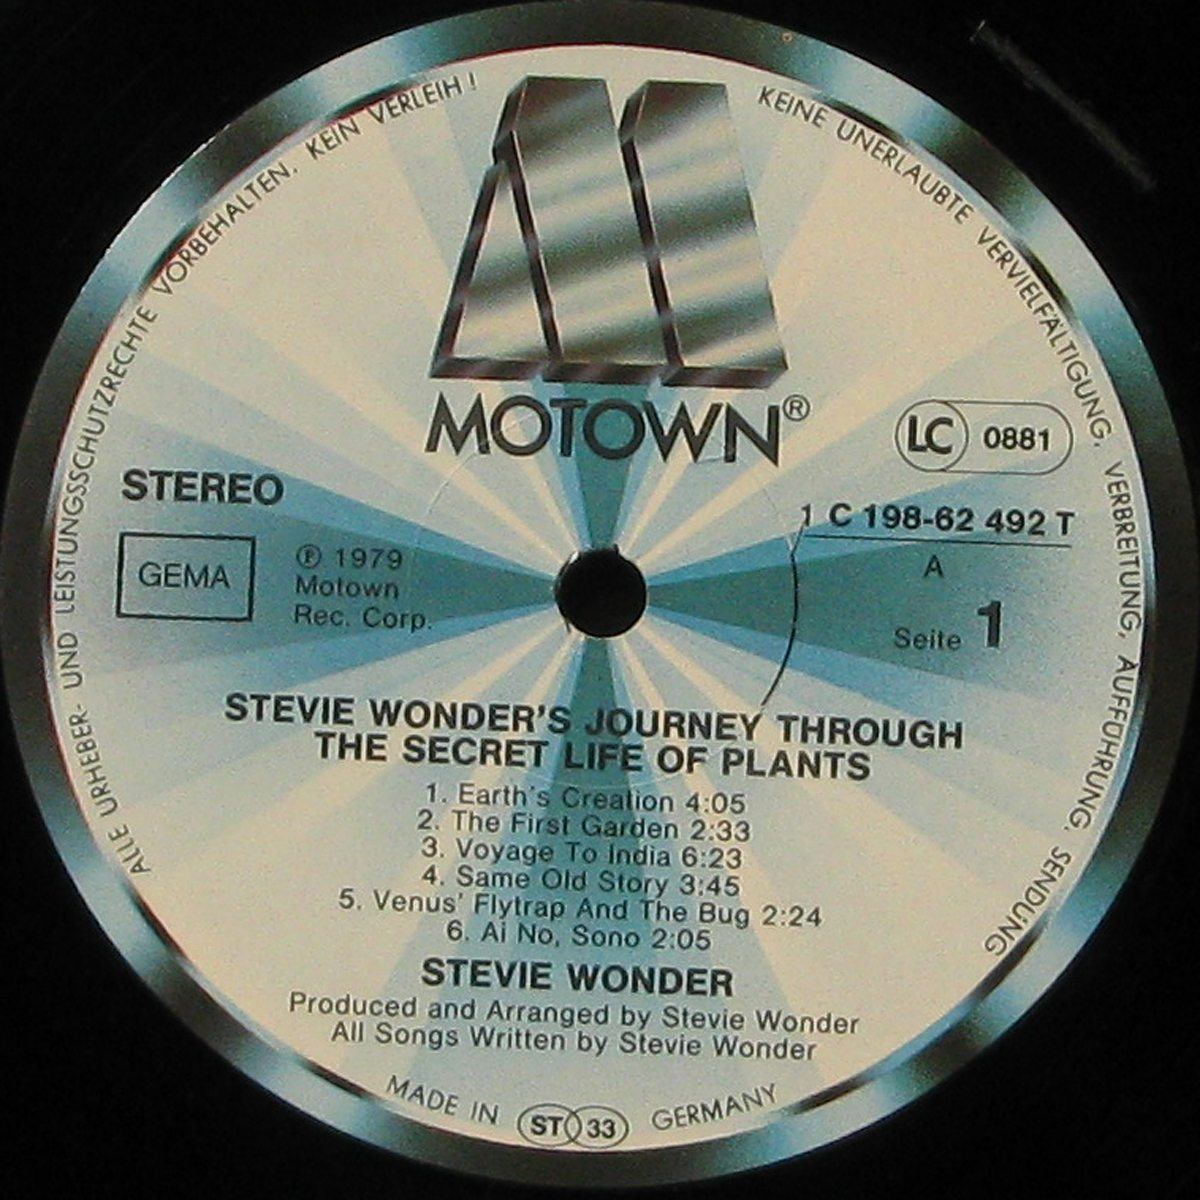 ALLE URHEBER- UND LEISTUNGSSCHUTZRECHTE VORBEHALTEN. KEIN VERLEIH!
KEINE UNERLAUBTE VERVIELFÄLTIGUNG, VERBREITUNG, AUFFÜHRUNG, SENDUNG
MOTOWN®
LC 0881
STEREO
1 C 198-62 492 T
GEMA
℗ 1979
Motown
Rec. Corp.
A
Seite 1
STEVIE WONDER'S JOURNEY THROUGH
THE SECRET LIFE OF PLANTS
1. Earth's Creation 4:05
2. The First Garden 2:33
3. Voyage To India 6:23
4. Same Old Story 3:45
5. Venus' Flytrap And The Bug 2:24
6. Ai No, Sono 2:05
STEVIE WONDER
Produced and Arranged by Stevie Wonder
All Songs Written by Stevie Wonder
MADE IN ST 33 GERMANY